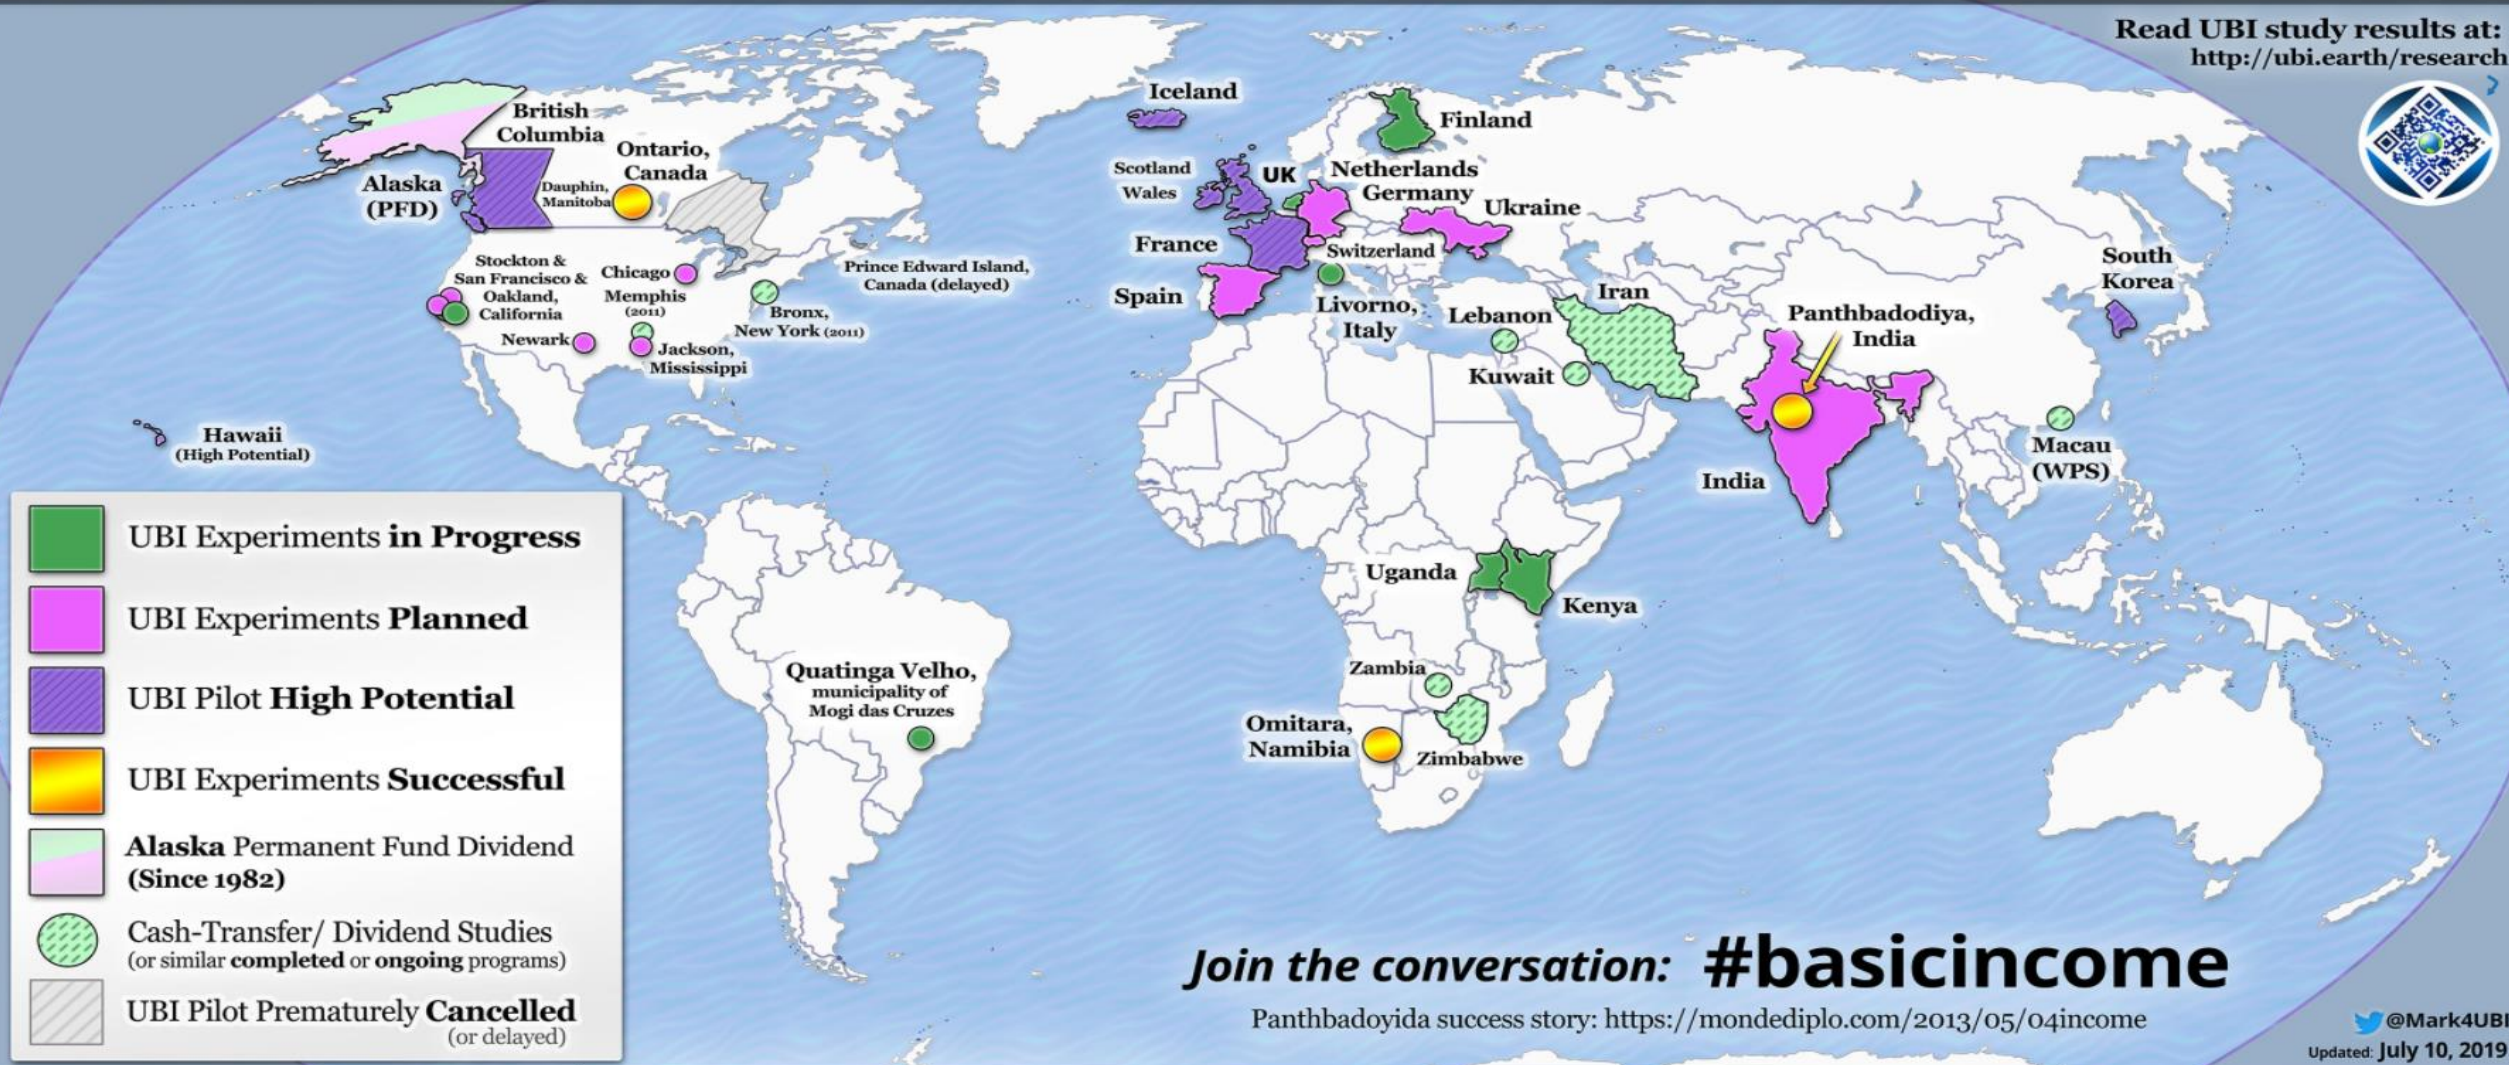 Read UBI study results at:
http://ubi.earth/research
British
Columbia
Ontario,
Canada
Alaska
(PFD)
Dauphin,
Manitoba
Stockton &
San Francisco &
Oakland,
California
Chicago
Memphis
(2011)
Newark
Jackson,
Mississippi
Bronx,
New York (2011)
Prince Edward Island,
Canada (delayed)
Hawaii
(High Potential)
Iceland
Finland
Scotland
Wales
UK
Netherlands
Germany
Ukraine
France
Switzerland
Spain
Livorno,
Italy
Lebanon
Iran
Kuwait
Panthbadodiya,
India
South
Korea
India
Macau
(WPS)
Uganda
Kenya
Zambia
Omitara,
Namibia
Zimbabwe
Quatinga Velho,
municipality of
Mogi das Cruzes
UBI Experiments in Progress
UBI Experiments Planned
UBI Pilot High Potential
UBI Experiments Successful
Alaska Permanent Fund Dividend
(Since 1982)
Cash-Transfer/ Dividend Studies
(or similar completed or ongoing programs)
UBI Pilot Prematurely Cancelled
(or delayed)
Join the conversation: #basicincome
Panthbadoyida success story: https://mondediplo.com/2013/05/04income
@Mark4UBI
Updated: July 10, 2019